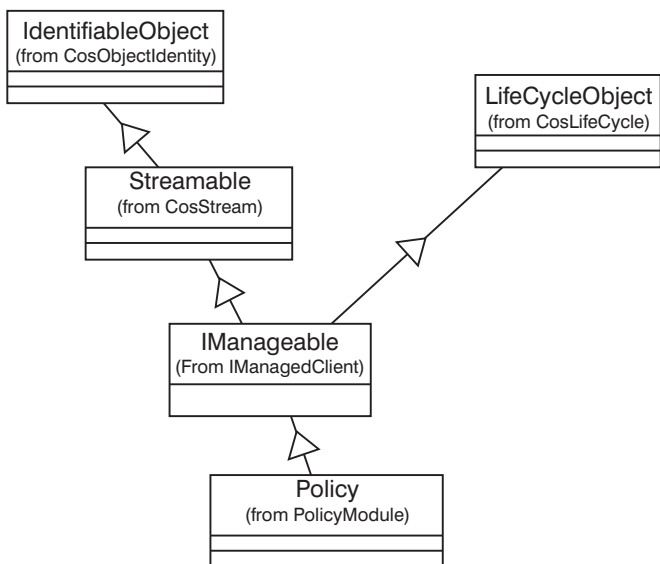 IdentifiableObject
(from CosObjectIdentity)
LifeCycleObject
(from CosLifeCycle)
Streamable
(from CosStream)
IManageable
(From IManagedClient)
Policy
(from PolicyModule)